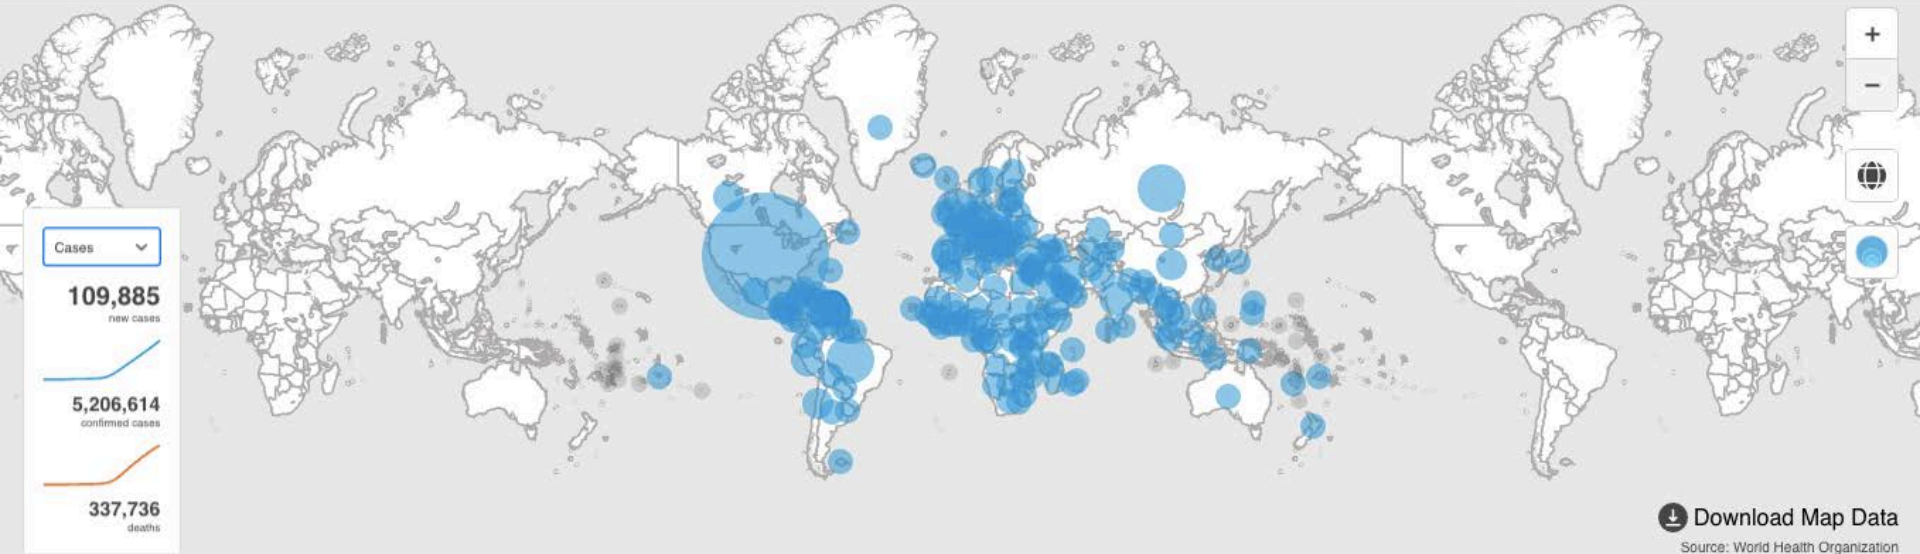 +
−
Cases
109,885
new cases
5,206,614
confirmed cases
337,736
deaths
Download Map Data
Source: World Health Organization